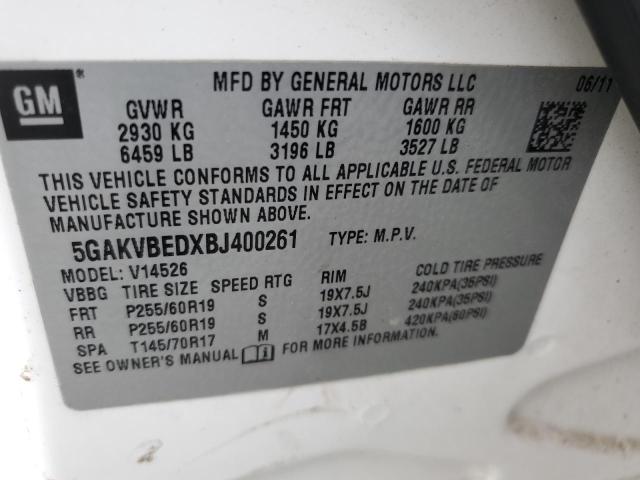 GM ®
MFD BY GENERAL MOTORS LLC 06/11
GVWR GAWR FRT GAWR RR
2930 KG 1450 KG 1600 KG
6459 LB 3196 LB 3527 LB
THIS VEHICLE CONFORMS TO ALL APPLICABLE U.S. FEDERAL MOTOR
VEHICLE SAFETY STANDARDS IN EFFECT ON THE DATE OF
MANUFACTURE SHOWN ABOVE.
5GAKVBEDXBJ400261 TYPE: M.P.V.
MODEL: V14526
VBBG TIRE SIZE SPEED RTG RIM COLD TIRE PRESSURE
FRT P255/60R19 S 19X7.5J 240KPA(35PSI)
RR P255/60R19 S 19X7.5J 240KPA(35PSI)
SPA T145/70R17 M 17X4.5B 420KPA(60PSI)
SEE OWNER'S MANUAL i FOR MORE INFORMATION.